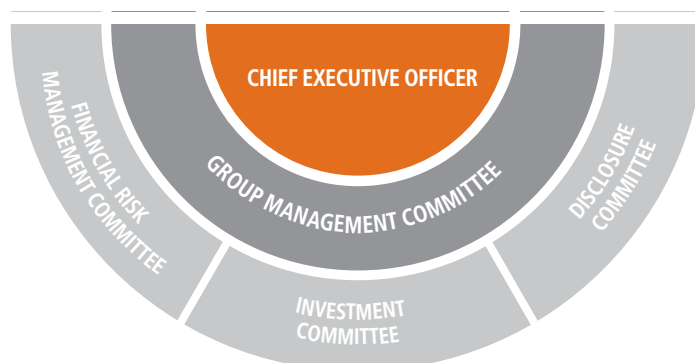 CHIEF EXECUTIVE OFFICER
GROUP MANAGEMENT COMMITTEE
FINANCIAL RISK
MANAGEMENT COMMITTEE
INVESTMENT
COMMITTEE
DISCLOSURE
COMMITTEE